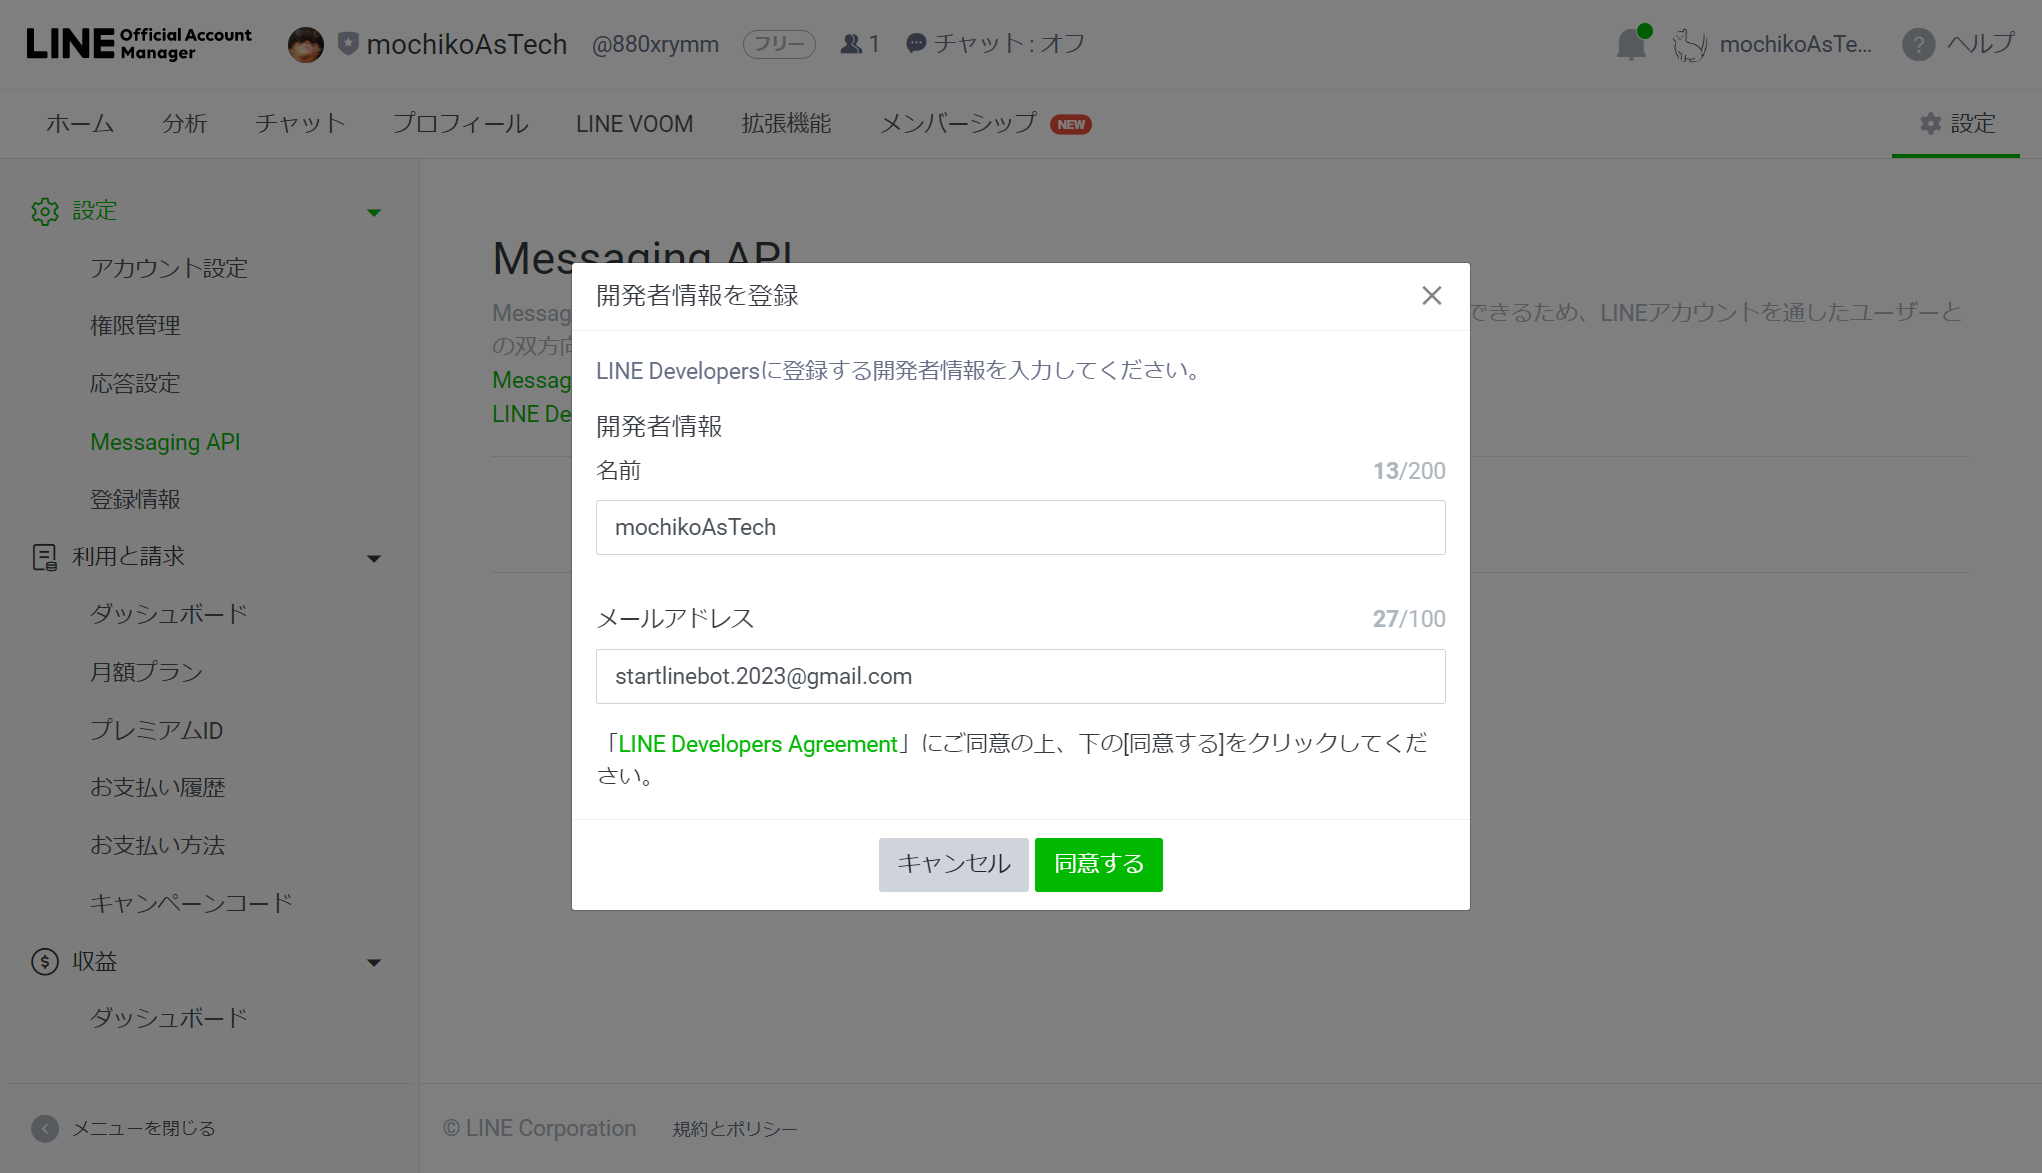 LINE Official Account Manager
mochikoAsTech @880xrymm フリー 1 チャット : オフ
mochikoAsTe... ? ヘルプ
ホーム 分析 チャット プロフィール LINE VOOM 拡張機能 メンバーシップ NEW 設定
設定
アカウント設定
権限管理
応答設定
Messaging API
登録情報
利用と請求
ダッシュボード
月額プラン
プレミアムID
お支払い履歴
お支払い方法
キャンペーンコード
収益
ダッシュボード
メニューを閉じる
Messaging API
Messag できるため、LINEアカウントを通したユーザーと
の双方向
Messag
LINE De
開発者情報を登録
LINE Developersに登録する開発者情報を入力してください。
開発者情報
名前 13/200
mochikoAsTech
メールアドレス 27/100
startlinebot.2023@gmail.com
「LINE Developers Agreement」にご同意の上、下の[同意する]をクリックしてくだ
さい。
キャンセル 同意する
© LINE Corporation 規約とポリシー